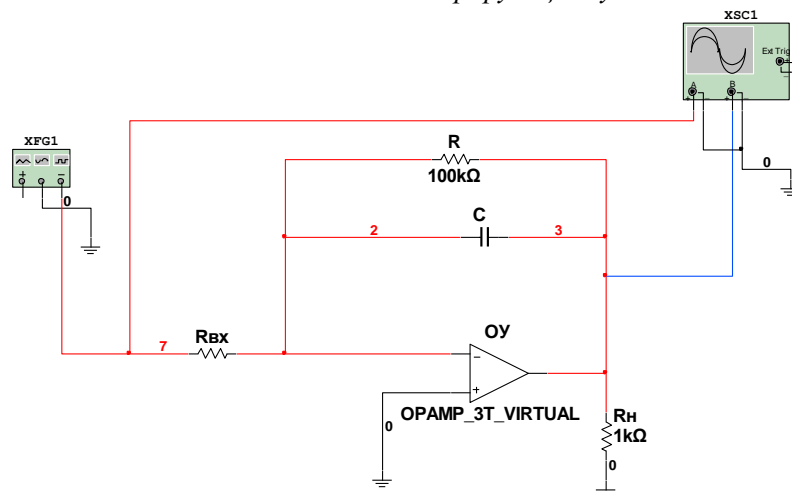 XSC1
Ext Trig
+
−
A
B
+
−
+
−
XFG1
+
−
0
0
R
100kΩ
C
2
3
7
Rвх
ОУ
−
+
OPAMP_3T_VIRTUAL
0
Rн
1kΩ
0